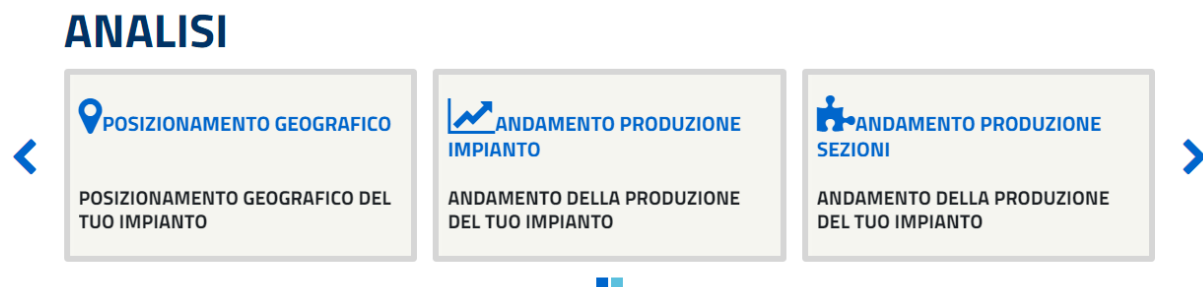 ANALISI
POSIZIONAMENTO GEOGRAFICO
POSIZIONAMENTO GEOGRAFICO DEL
TUO IMPIANTO
ANDAMENTO PRODUZIONE
IMPIANTO
ANDAMENTO DELLA PRODUZIONE
DEL TUO IMPIANTO
ANDAMENTO PRODUZIONE
SEZIONI
ANDAMENTO DELLA PRODUZIONE
DEL TUO IMPIANTO